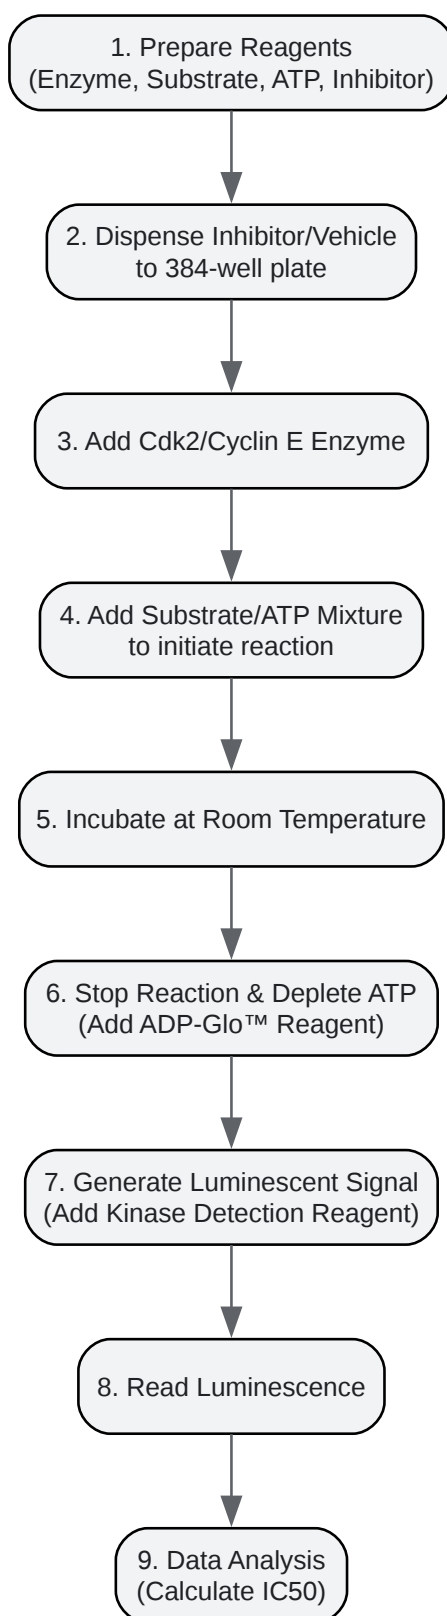 1. Prepare Reagents
(Enzyme, Substrate, ATP, Inhibitor)
2. Dispense Inhibitor/Vehicle
to 384-well plate
3. Add Cdk2/Cyclin E Enzyme
4. Add Substrate/ATP Mixture
to initiate reaction
5. Incubate at Room Temperature
6. Stop Reaction & Deplete ATP
(Add ADP-Glo™ Reagent)
7. Generate Luminescent Signal
(Add Kinase Detection Reagent)
8. Read Luminescence
9. Data Analysis
(Calculate IC50)